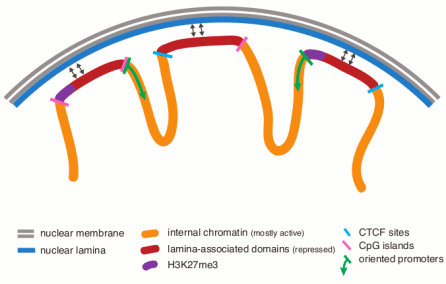 nuclear membrane
nuclear lamina
internal chromatin (mostly active)
lamina-associated domains (repressed)
H3K27me3
CTCF sites
CpG islands
oriented promoters